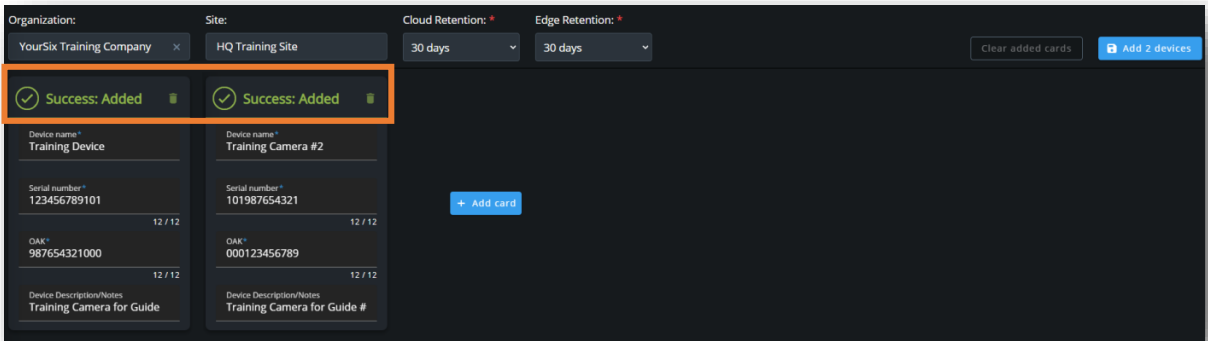 Organization:
Site:
Cloud Retention: *
Edge Retention: *
YourSix Training Company ×
HQ Training Site
30 days
30 days
Clear added cards
Add 2 devices
Success: Added
Success: Added
Device name*
Training Device
Serial number*
123456789101
12 / 12
OAK*
987654321000
12 / 12
Device Description/Notes
Training Camera for Guide
Device name*
Training Camera #2
Serial number*
101987654321
12 / 12
OAK*
000123456789
12 / 12
Device Description/Notes
Training Camera for Guide #
+ Add card